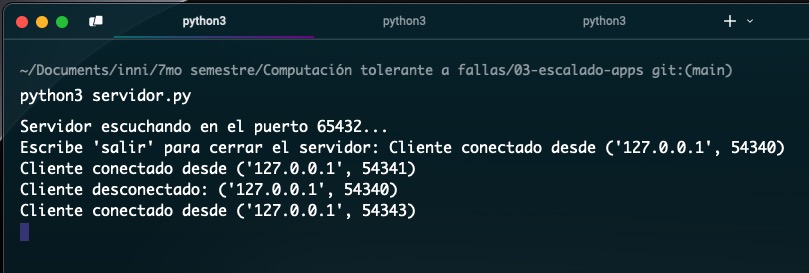 python3 python3 python3
~/Documents/inni/7mo semestre/Computación tolerante a fallas/03-escalado-apps git:(main)
python3 servidor.py
Servidor escuchando en el puerto 65432...
Escribe 'salir' para cerrar el servidor: Cliente conectado desde ('127.0.0.1', 54340)
Cliente conectado desde ('127.0.0.1', 54341)
Cliente desconectado: ('127.0.0.1', 54340)
Cliente conectado desde ('127.0.0.1', 54343)